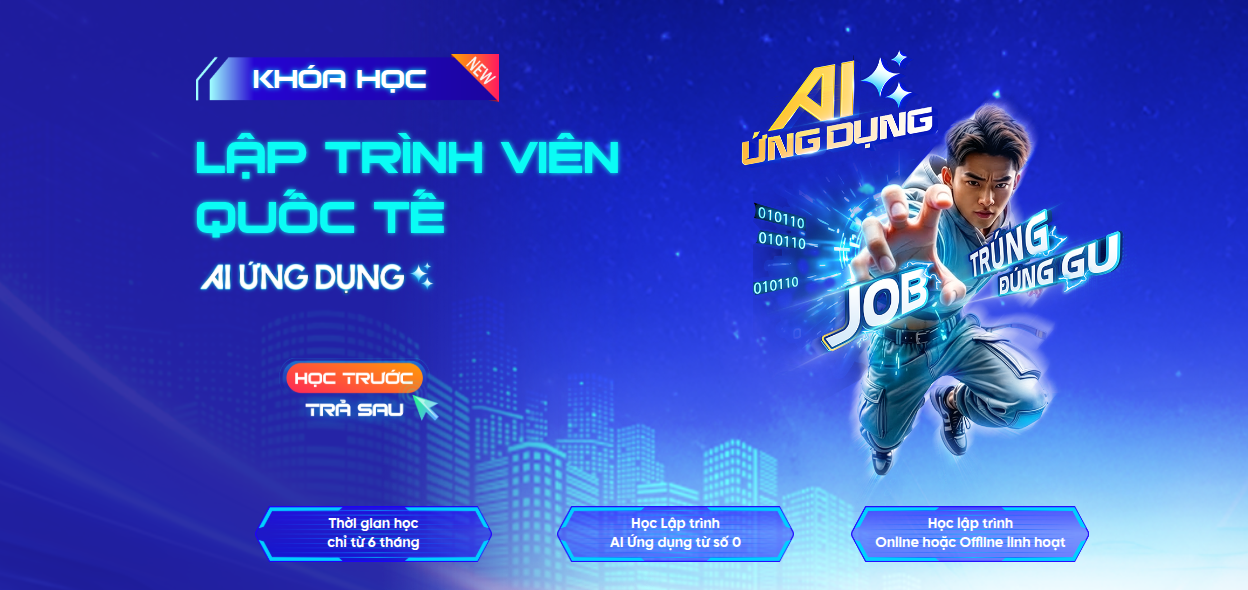 KHÓA HỌC
NEW
LẬP TRÌNH VIÊN
QUỐC TẾ
AI ỨNG DỤNG
HỌC TRƯỚC
TRẢ SAU
AI
ỨNG DỤNG
010110
010110
010110
JOB TRÚNG
ĐÚNG GU
Thời gian học
chỉ từ 6 tháng
Học Lập trình
AI Ứng dụng từ số 0
Học lập trình
Online hoặc Offline linh hoạt